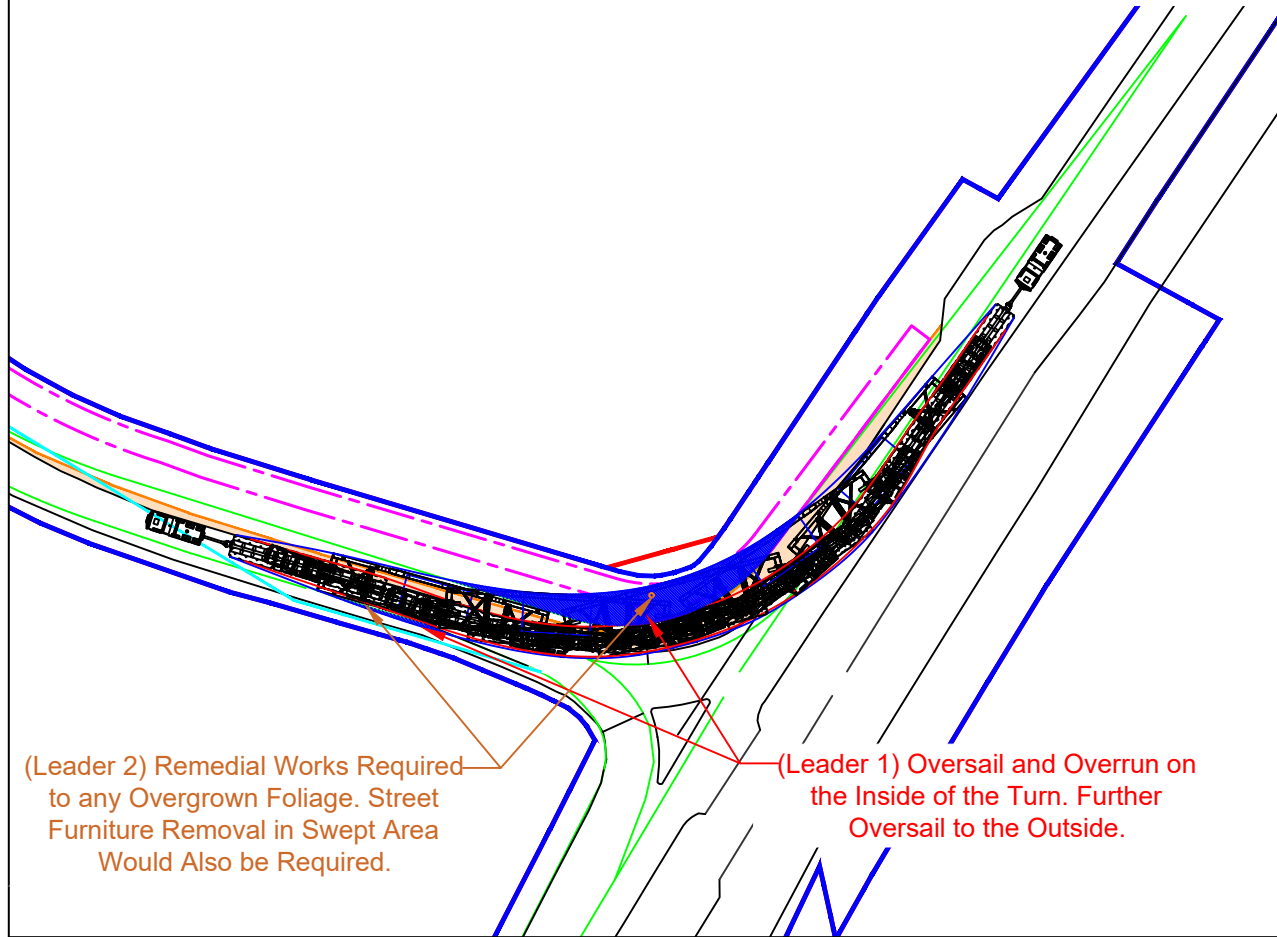 (Leader 2) Remedial Works Required
to any Overgrown Foliage. Street
Furniture Removal in Swept Area
Would Also be Required.
(Leader 1) Oversail and Overrun on
the Inside of the Turn. Further
Oversail to the Outside.